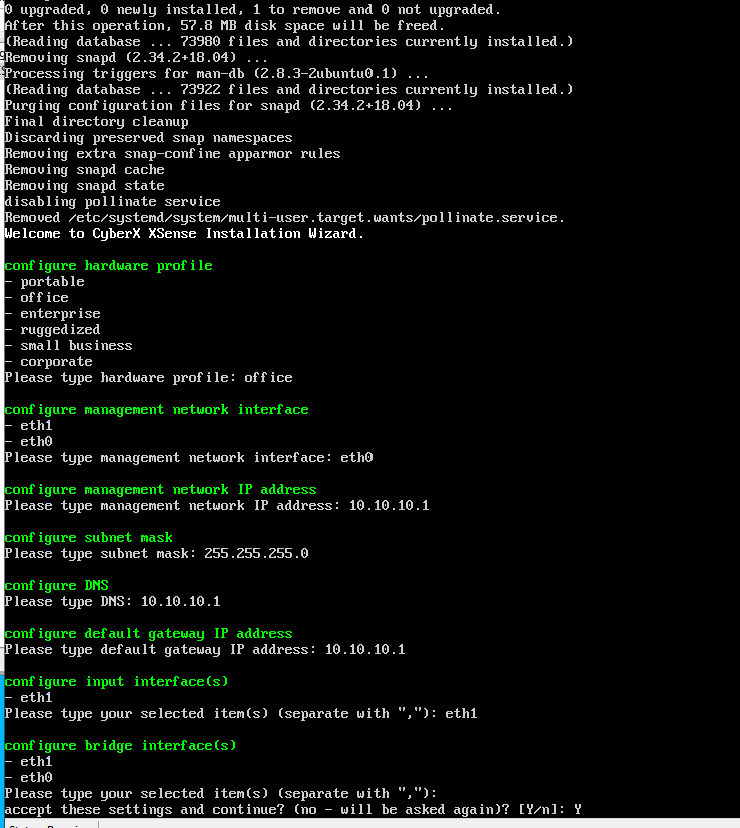 0 upgraded, 0 newly installed, 1 to remove and 0 not upgraded.
After this operation, 57.8 MB disk space will be freed.
(Reading database ... 73980 files and directories currently installed.)
Removing snapd (2.34.2+18.04) ...
Processing triggers for man-db (2.8.3-2ubuntu0.1) ...
(Reading database ... 73922 files and directories currently installed.)
Purging configuration files for snapd (2.34.2+18.04) ...
Final directory cleanup
Discarding preserved snap namespaces
Removing extra snap-confine apparmor rules
Removing snapd cache
Removing snapd state
disabling pollinate service
Removed /etc/systemd/system/multi-user.target.wants/pollinate.service.
Welcome to CyberX XSense Installation Wizard.
configure hardware profile
- portable
- office
- enterprise
- ruggedized
- small business
- corporate
Please type hardware profile: office
configure management network interface
- eth1
- eth0
Please type management network interface: eth0
configure management network IP address
Please type management network IP address: 10.10.10.1
configure subnet mask
Please type subnet mask: 255.255.255.0
configure DNS
Please type DNS: 10.10.10.1
configure default gateway IP address
Please type default gateway IP address: 10.10.10.1
configure input interface(s)
- eth1
Please type your selected item(s) (separate with ","): eth1
configure bridge interface(s)
- eth1
- eth0
Please type your selected item(s) (separate with ","):
accept these settings and continue? (no - will be asked again)? [Y/n]: Y